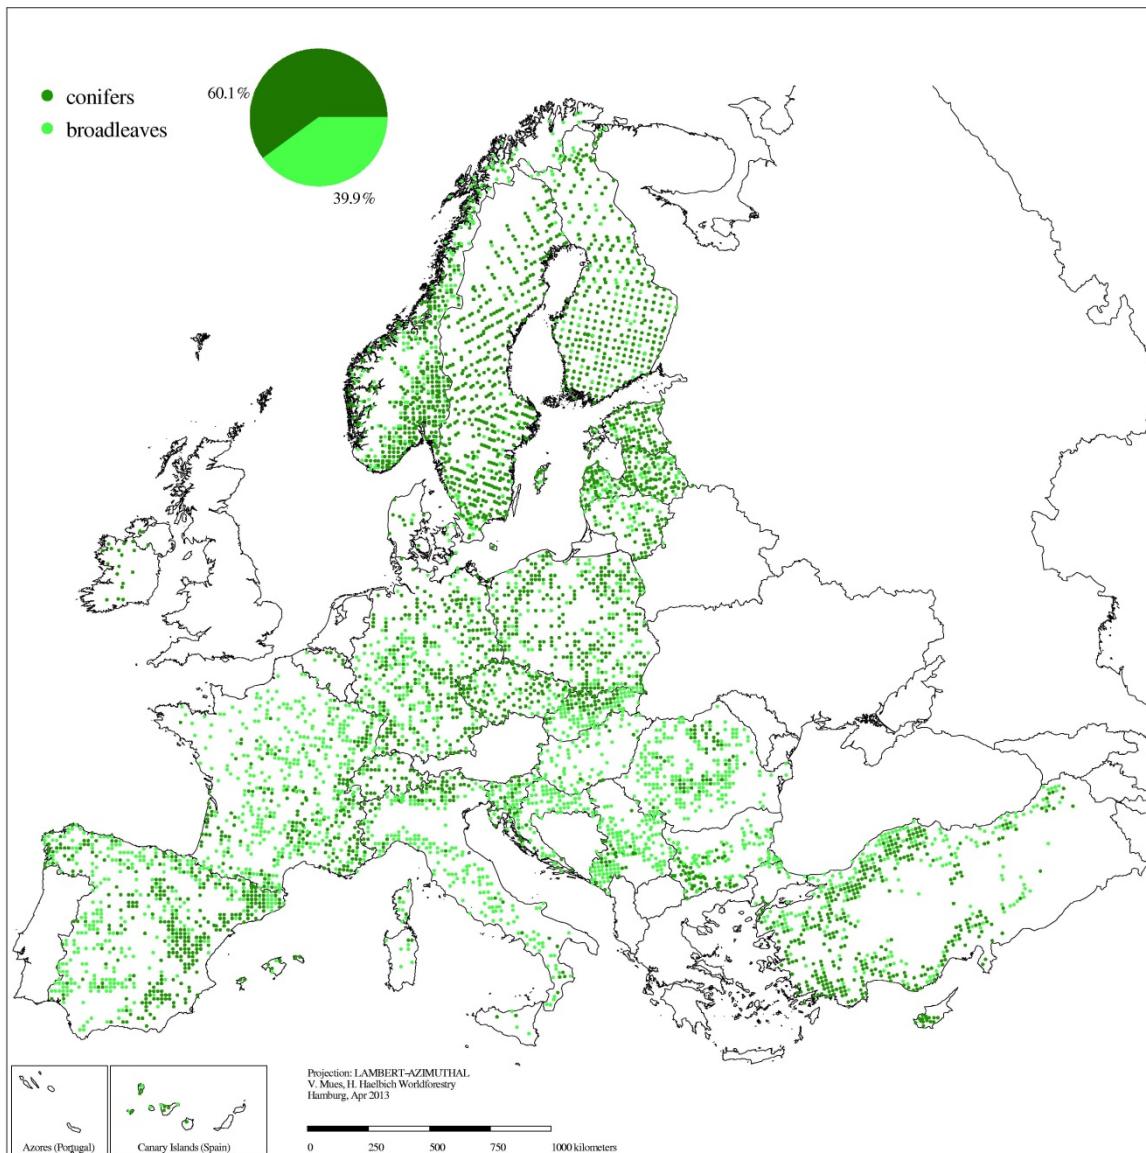 60.1%
conifers
broadleaves
39.9%
Projection: LAMBERT-AZIMUTHAL
V. Mues, H. Haelbich Worldforestry
Hamburg, Apr 2013
0 250 500 750 1000 kilometers
Azores (Portugal) Canary Islands (Spain)